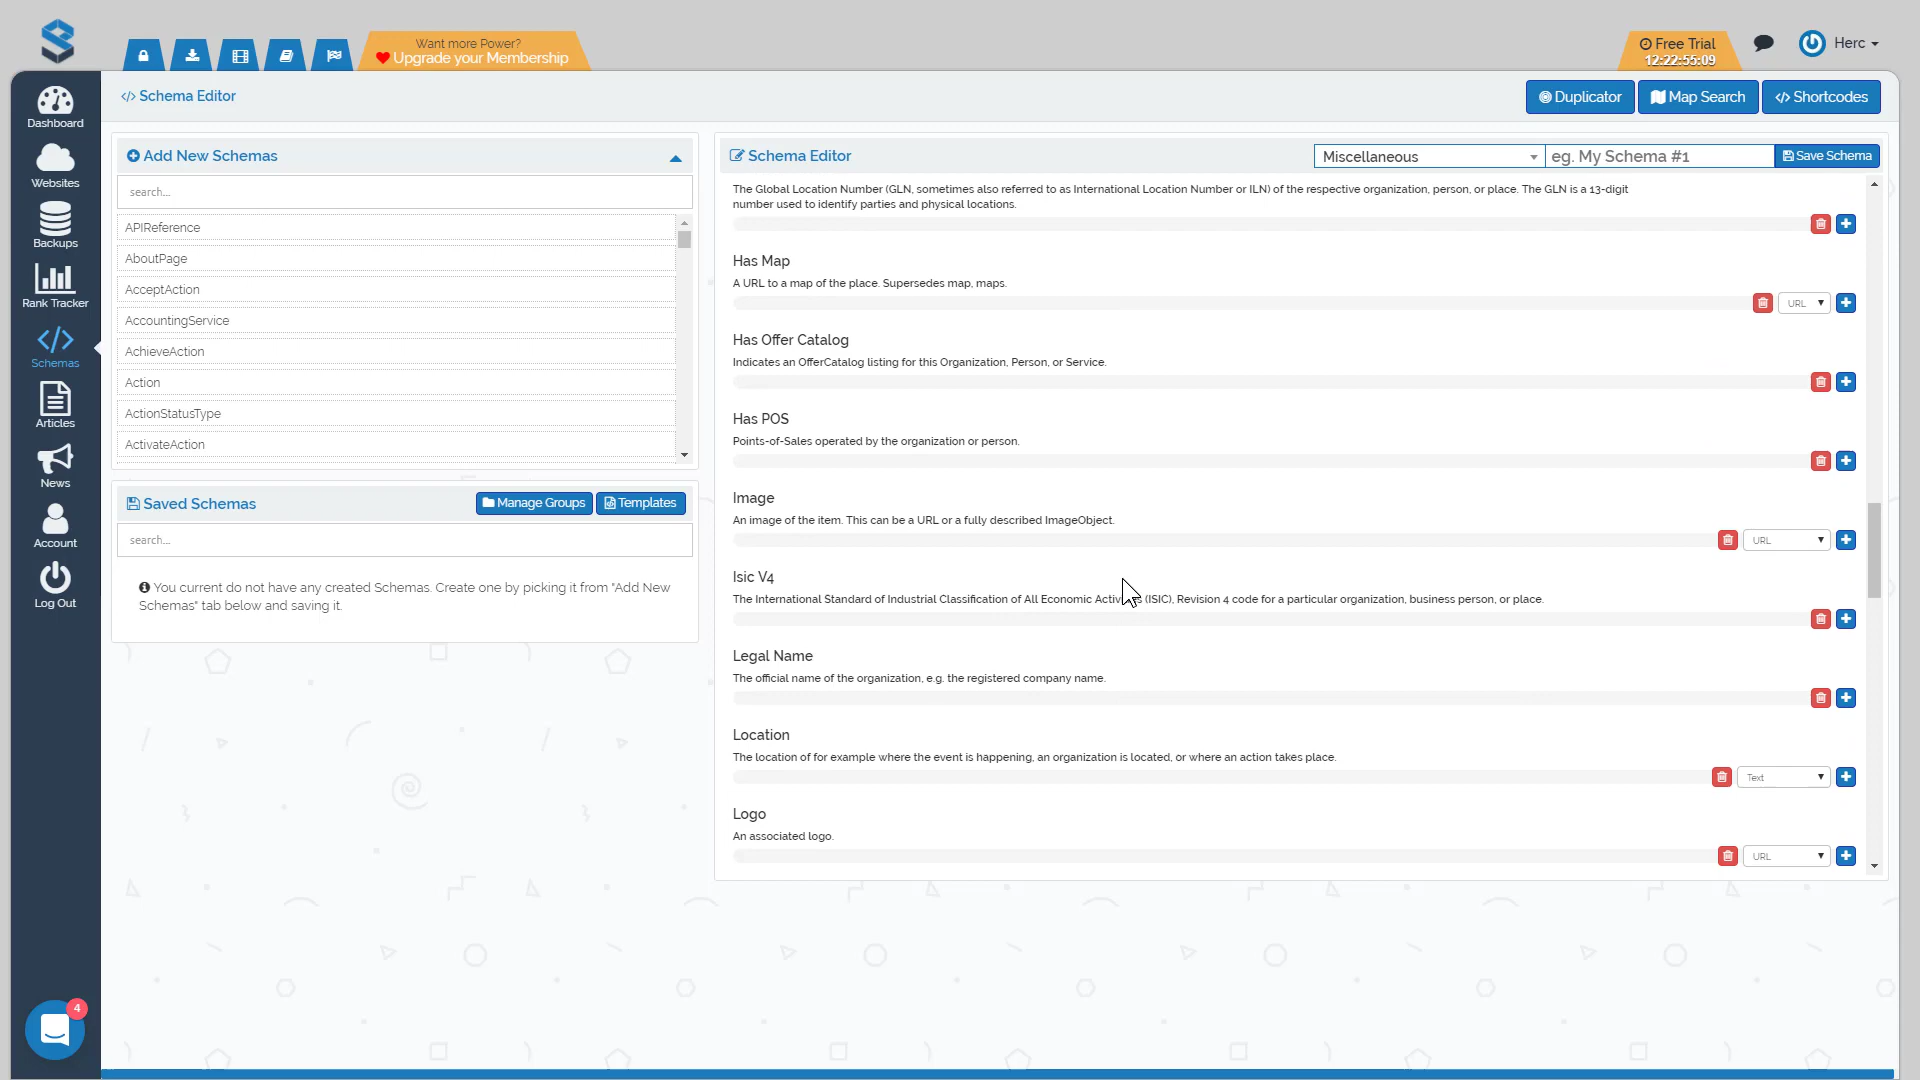 Want more Power?
Upgrade your Membership
Free Trial
12:22:55:09
Herc
Dashboard
Websites
Backups
Rank Tracker
Schemas
Articles
News
Account
Log Out
4
Schema Editor
Duplicator
Map Search
Shortcodes
Add New Schemas
search...
APIReference
AboutPage
AcceptAction
AccountingService
AchieveAction
Action
ActionStatusType
ActivateAction
Saved Schemas
Manage Groups
Templates
search...
You current do not have any created Schemas. Create one by picking it from "Add New
Schemas" tab below and saving it.
Schema Editor
Miscellaneous
eg. My Schema #1
Save Schema
The Global Location Number (GLN, sometimes also referred to as International Location Number or ILN) of the respective organization, person, or place. The GLN is a 13-digit
number used to identify parties and physical locations.
Has Map
A URL to a map of the place. Supersedes map, maps.
URL
Has Offer Catalog
Indicates an OfferCatalog listing for this Organization, Person, or Service.
Has POS
Points-of-Sales operated by the organization or person.
Image
An image of the item. This can be a URL or a fully described ImageObject.
URL
Isic V4
The International Standard of Industrial Classification of All Economic (ISIC), Revision 4 code for a particular organization, business person, or place.
Legal Name
The official name of the organization, e.g. the registered company name.
Location
The location of for example where the event is happening, an organization is located, or where an action takes place.
Text
Logo
An associated logo.
URL